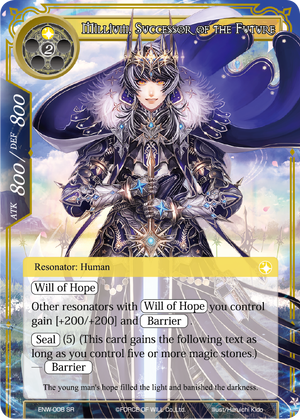 Millium, Successor of the Future
2
ATK 800 / DEF 800
Resonator: Human
Will of Hope
Other resonators with Will of Hope you control
gain [+200/+200] and Barrier .
Seal (5) (This card gains the following text as
long as you control five or more magic stones.)
— Barrier
The young man's hope filled the light and banished the darkness.
ENW-008 SR
©FORCE OF WILL Co.,Ltd.
Illust/Haruichi Kido